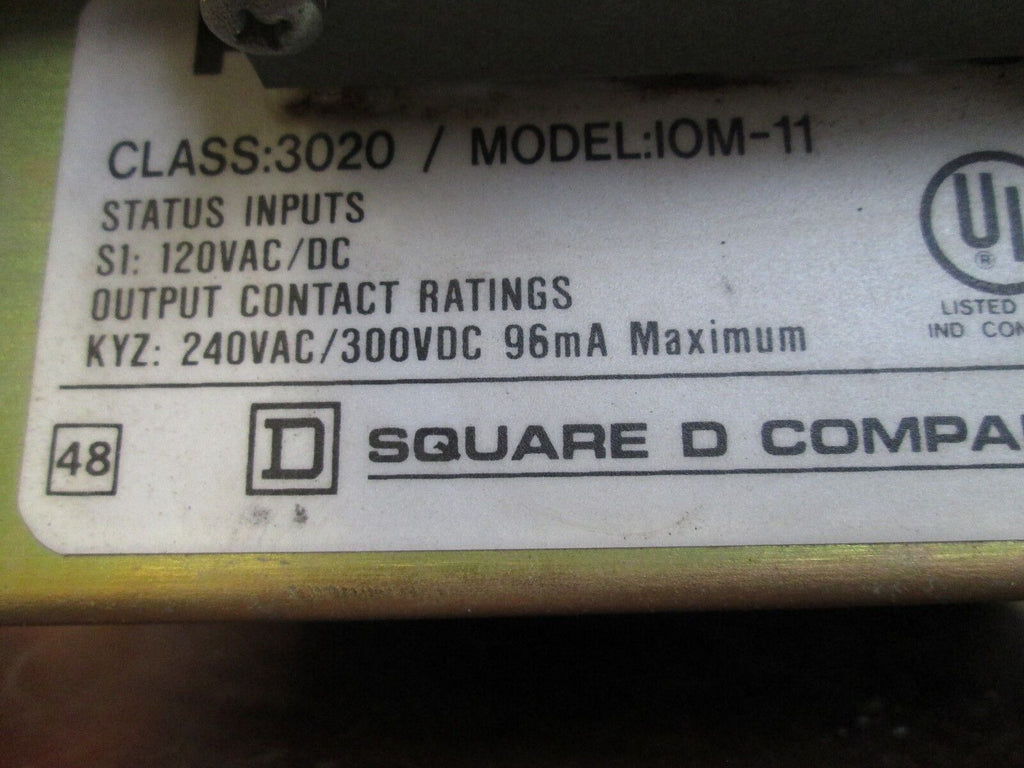 CLASS:3020 / MODEL:IOM-11
STATUS INPUTS
S1: 120VAC/DC
OUTPUT CONTACT RATINGS
KYZ: 240VAC/300VDC 96mA Maximum
UL
®
LISTED
IND
48
D SQUARE D